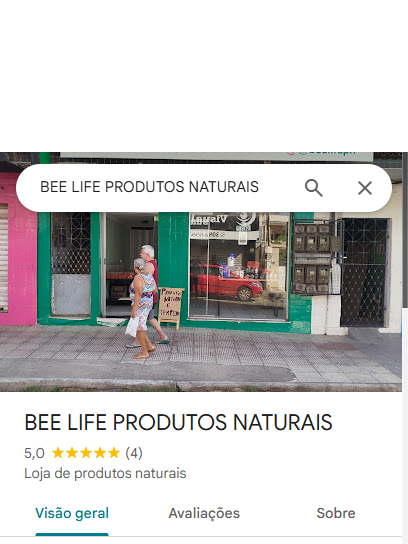 BEE LIFE PRODUTOS NATURAIS
BEE LIFE PRODUTOS NATURAIS
5,0 (4)
Loja de produtos naturais
Visão geral
Avaliações
Sobre